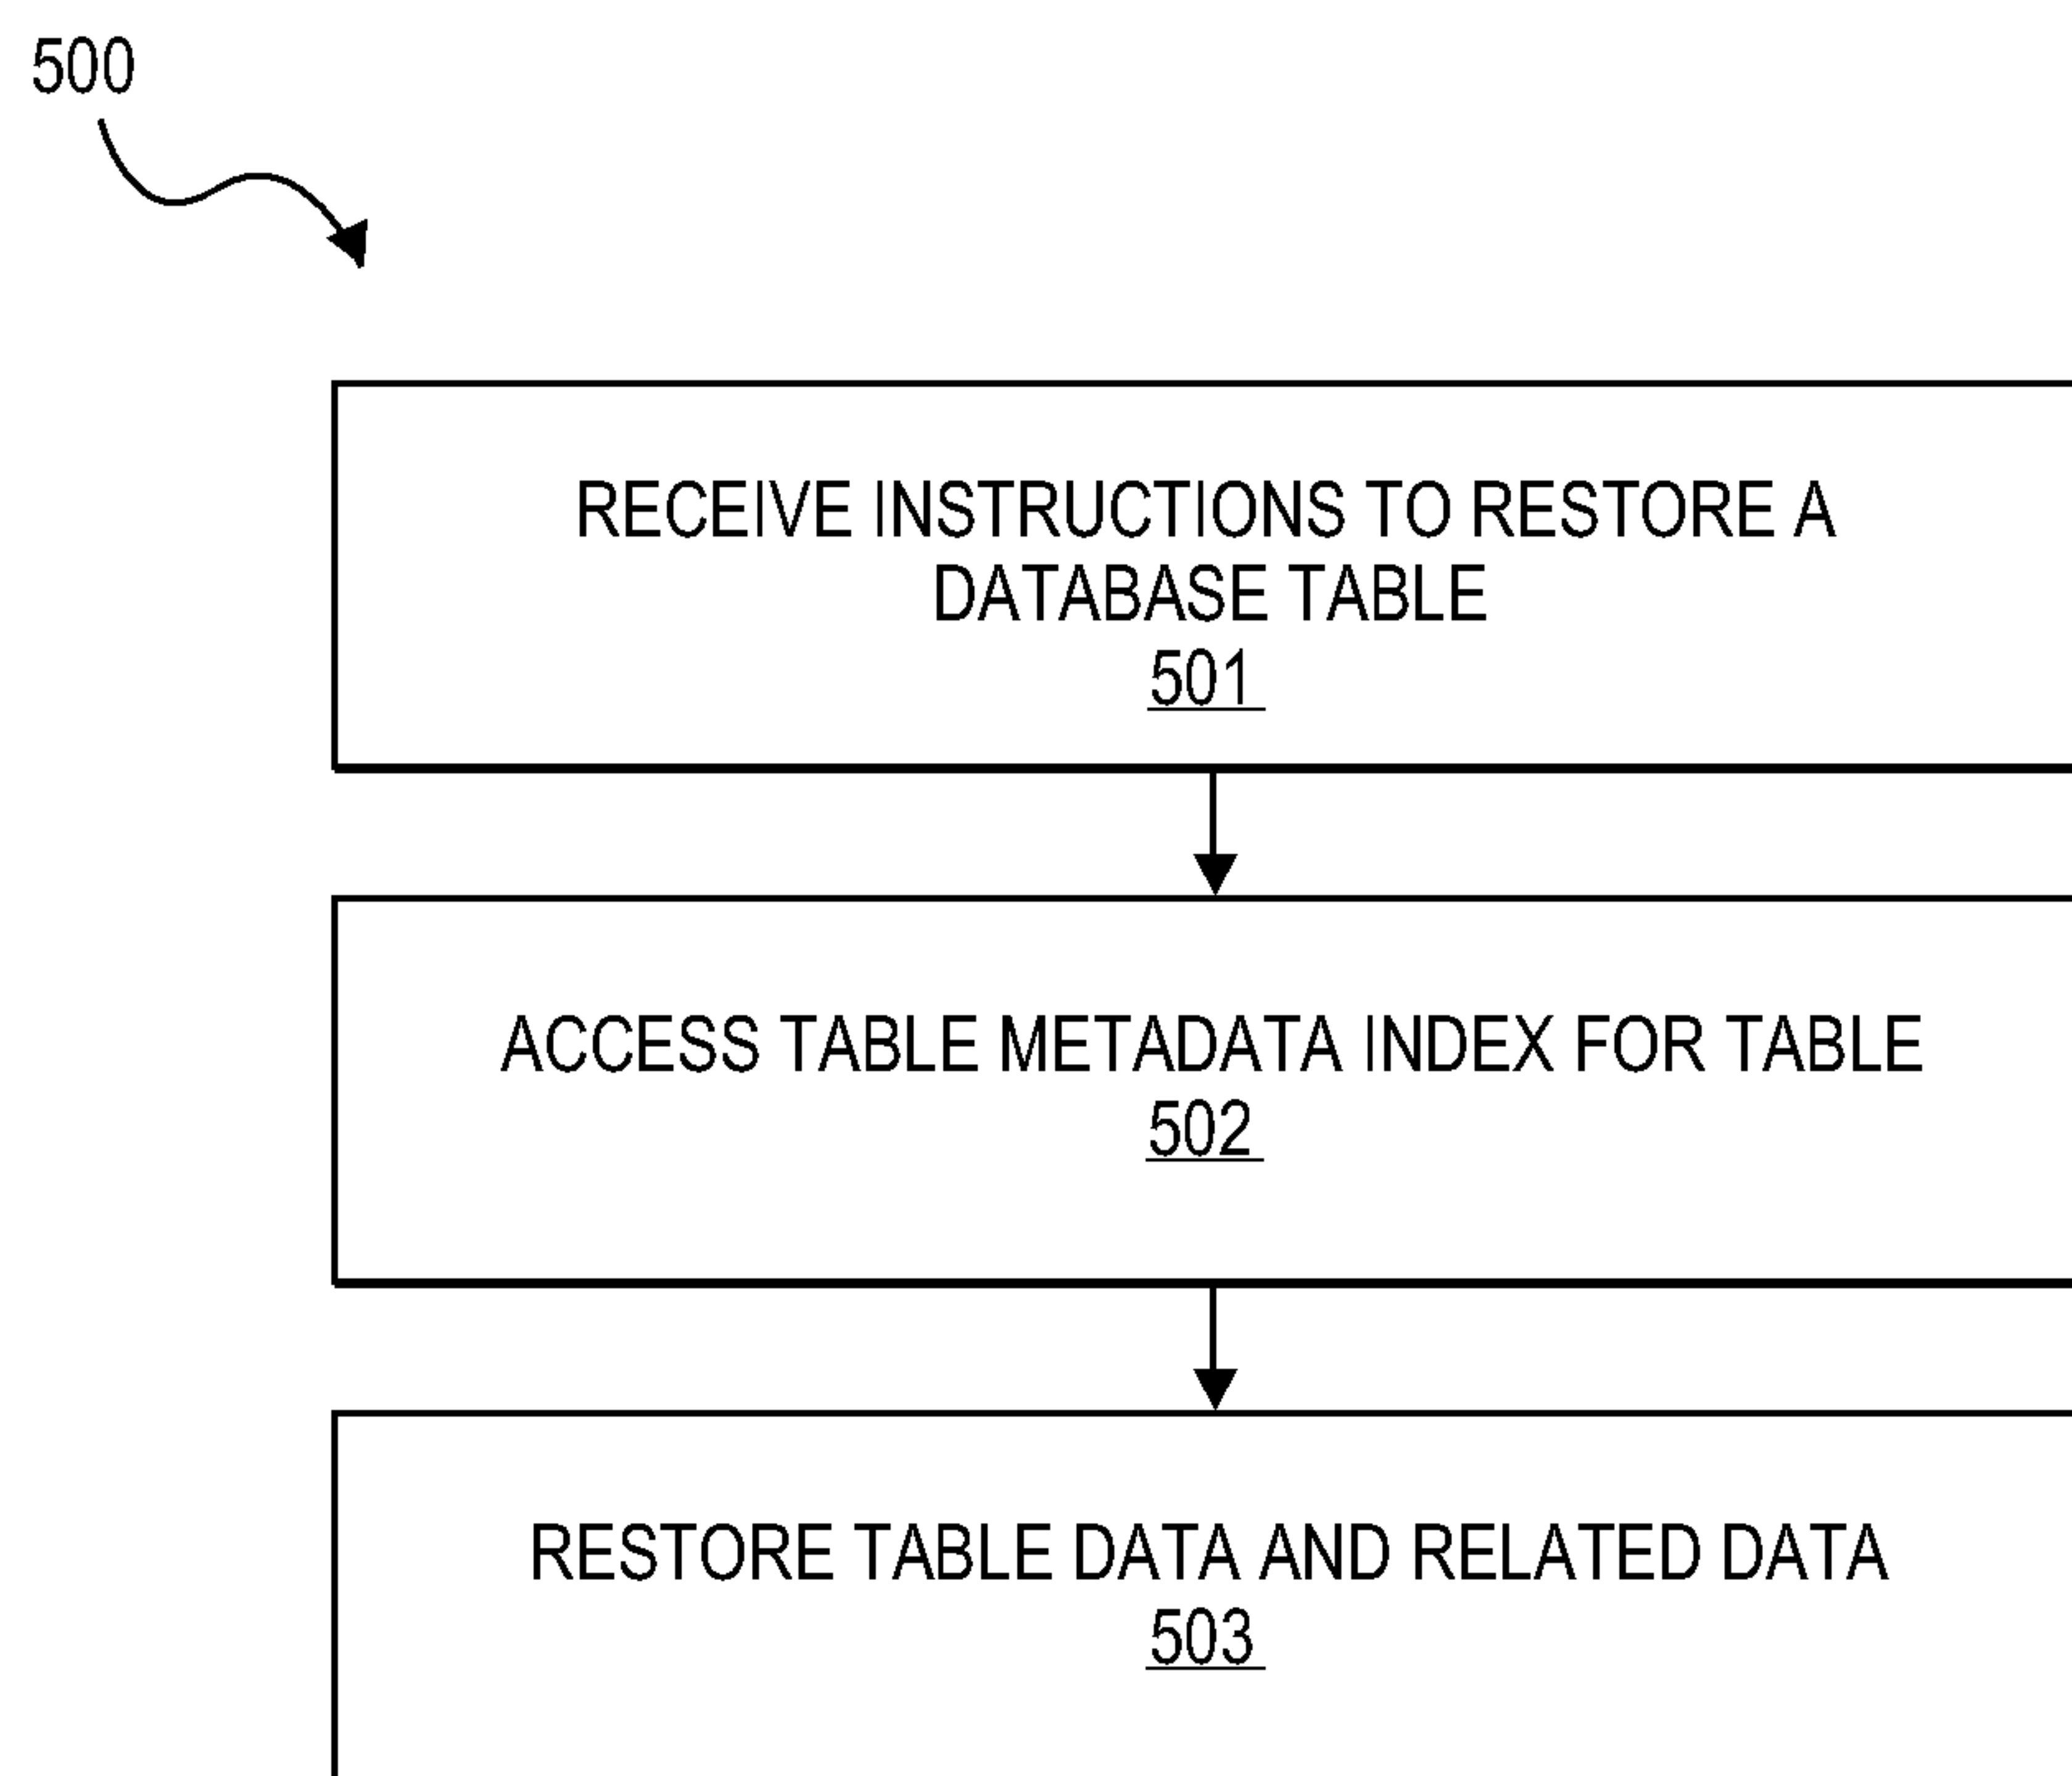 500
RECEIVE INSTRUCTIONS TO RESTORE A
DATABASE TABLE
501
ACCESS TABLE METADATA INDEX FOR TABLE
502
RESTORE TABLE DATA AND RELATED DATA
503